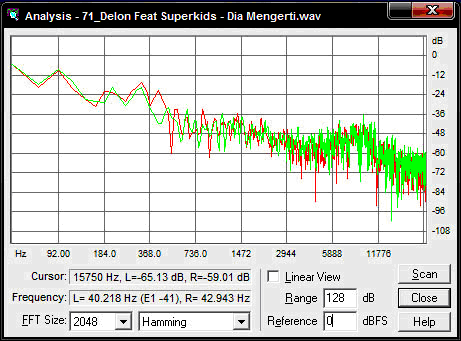 Analysis - 71_Delon Feat Superkids - Dia Mengerti.wav
dB
0
-12
-24
-36
-48
-60
-72
-84
-96
-108
Hz 92.00 184.0 368.0 736.0 1472 2944 5888 11776
Cursor: 15750 Hz, L=-65.13 dB, R=-59.01 dB
Linear View
Scan
Frequency: L= 40.218 Hz (E1 -41), R= 42.943 Hz
Range 128 dB
Close
FFT Size: 2048 Hamming
Reference 0 dBFS
Help